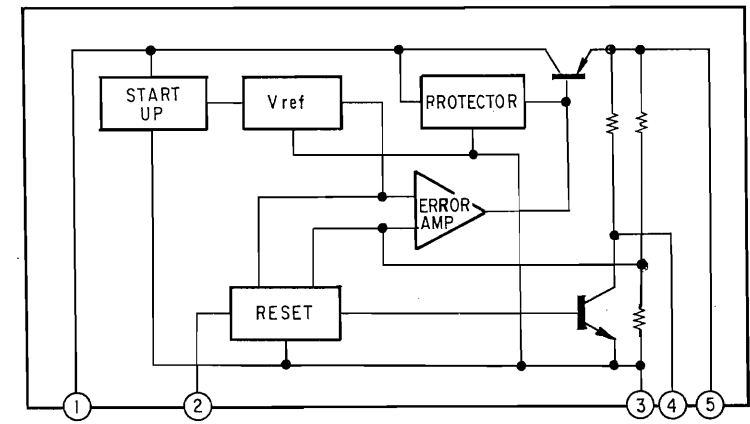 START
UP
Vref
PROTECTOR
ERROR
AMP
RESET
1
2
3
4
5